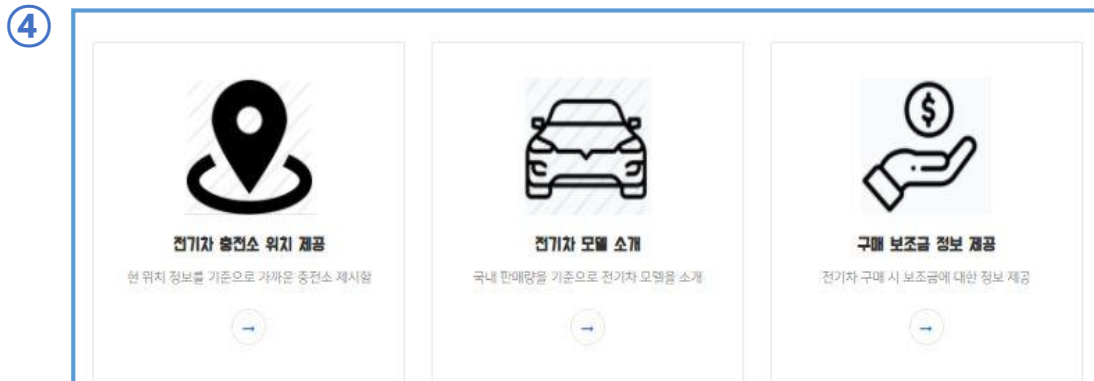 ④
전기차 충전소 위치 제공
현 위치 정보를 기준으로 가까운 충전소 제시함
→
전기차 모델 소개
국내 판매량을 기준으로 전기차 모델을 소개
→
$
구매 보조금 정보 제공
전기차 구매 시 보조금에 대한 정보 제공
→